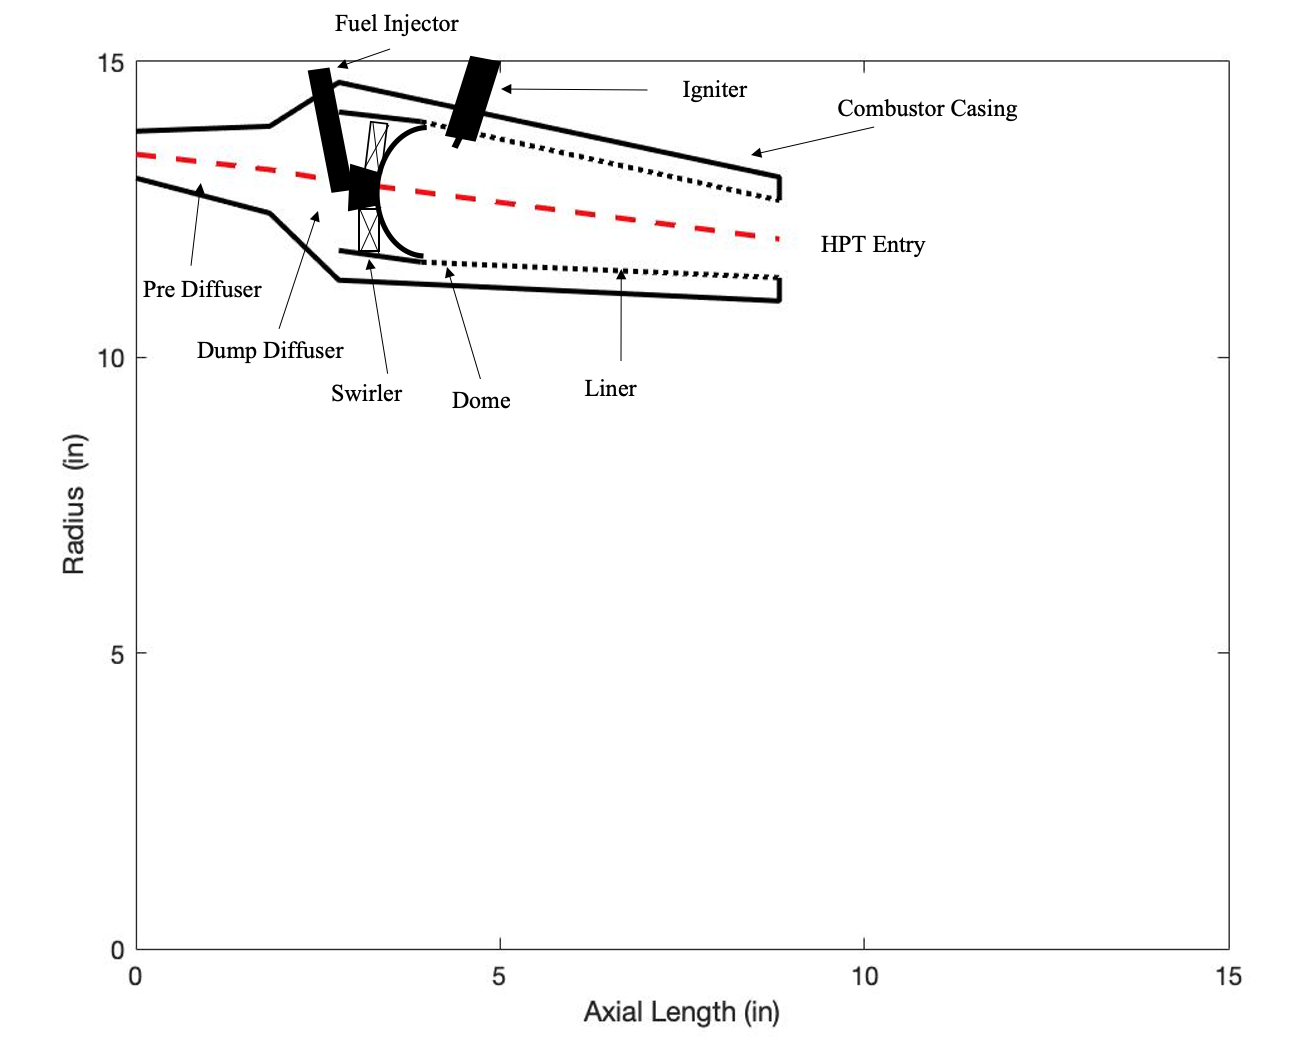 Fuel Injector
15
Igniter
Combustor Casing
HPT Entry
Pre Diffuser
Dump Diffuser
10
Swirler
Dome
Liner
Radius (in)
5
0
0
5
10
15
Axial Length (in)